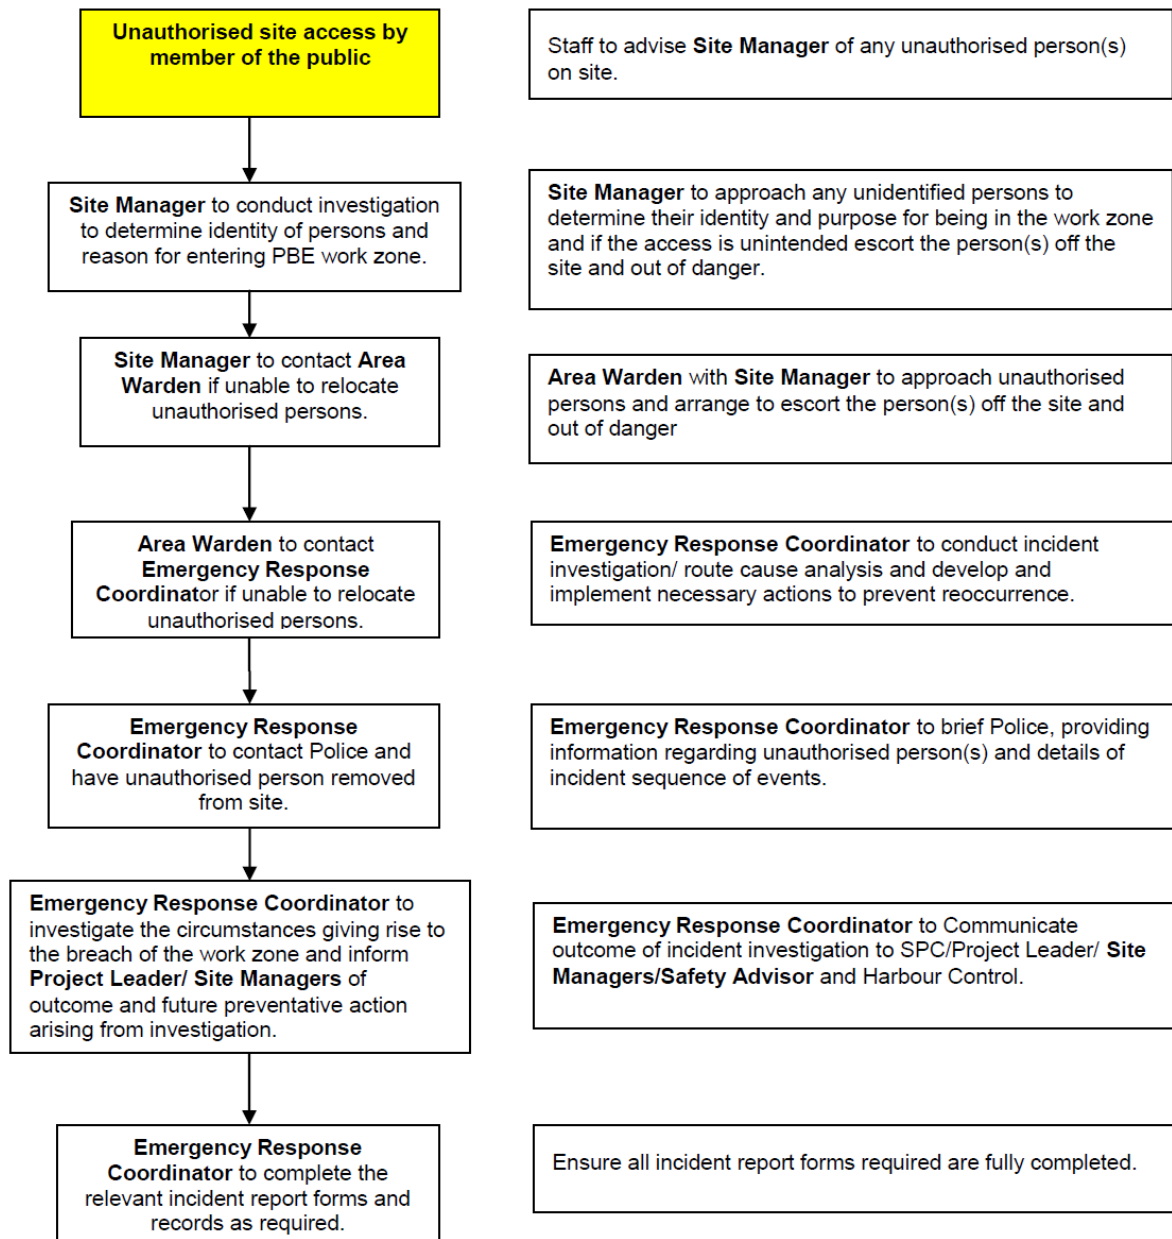 Unauthorised site access by
member of the public
Staff to advise Site Manager of any unauthorised person(s)
on site.
Site Manager to conduct investigation
to determine identity of persons and
reason for entering PBE work zone.
Site Manager to approach any unidentified persons to
determine their identity and purpose for being in the work zone
and if the access is unintended escort the person(s) off the
site and out of danger.
Site Manager to contact Area
Warden if unable to relocate
unauthorised persons.
Area Warden with Site Manager to approach unauthorised
persons and arrange to escort the person(s) off the site and
out of danger
Area Warden to contact
Emergency Response
Coordinator if unable to relocate
unauthorised persons.
Emergency Response Coordinator to conduct incident
investigation/ route cause analysis and develop and
implement necessary actions to prevent reoccurrence.
Emergency Response
Coordinator to contact Police and
have unauthorised person removed
from site.
Emergency Response Coordinator to brief Police, providing
information regarding unauthorised person(s) and details of
incident sequence of events.
Emergency Response Coordinator to
investigate the circumstances giving rise to
the breach of the work zone and inform
Project Leader/ Site Managers of
outcome and future preventative action
arising from investigation.
Emergency Response Coordinator to Communicate
outcome of incident investigation to SPC/Project Leader/ Site
Managers/Safety Advisor and Harbour Control.
Emergency Response
Coordinator to complete the
relevant incident report forms and
records as required.
Ensure all incident report forms required are fully completed.